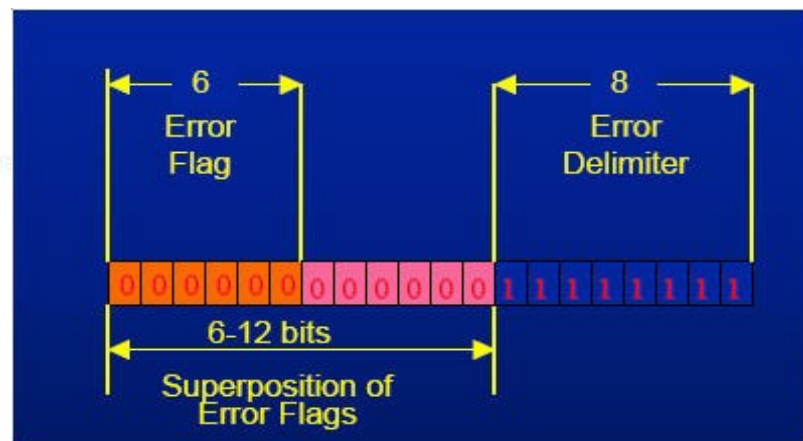 6 8
Error Error
Flag Delimiter
0 0 0 0 0 0 0 0 0 0 0 0 1 1 1 1 1 1 1 1
6-12 bits
Superposition of
Error Flags